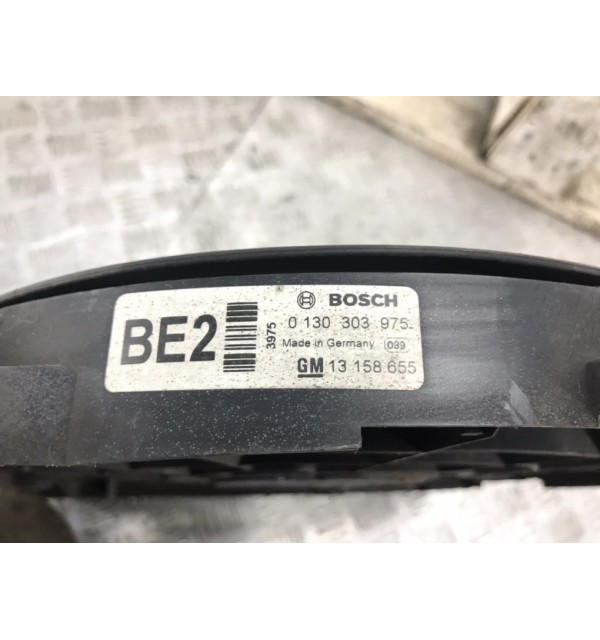 BE2
3975
BOSCH
0 130 303 975
Made in Germany 089
GM 13 158 655